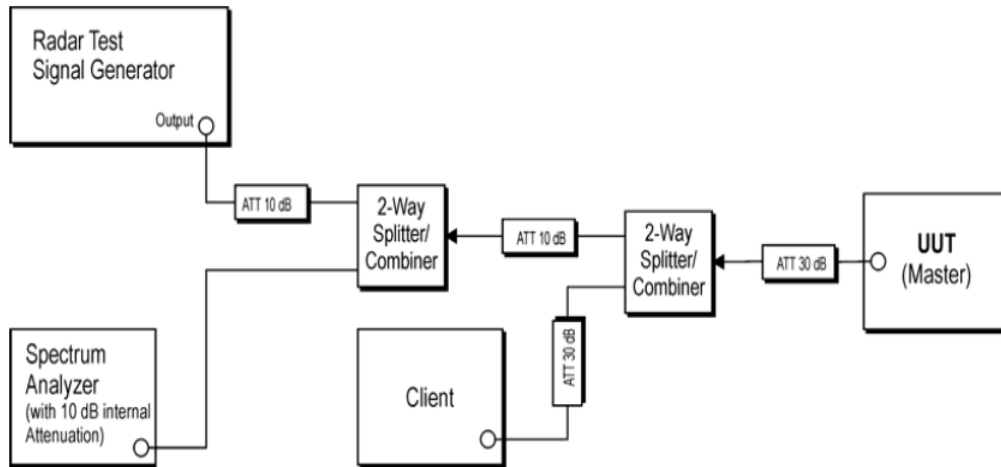 Radar Test
Signal Generator
Output
ATT 10 dB
2-Way
Splitter/
Combiner
ATT 10 dB
2-Way
Splitter/
Combiner
ATT 30 dB
UUT
(Master)
Spectrum
Analyzer
(with 10 dB internal
Attenuation)
Client
ATT 30 dB